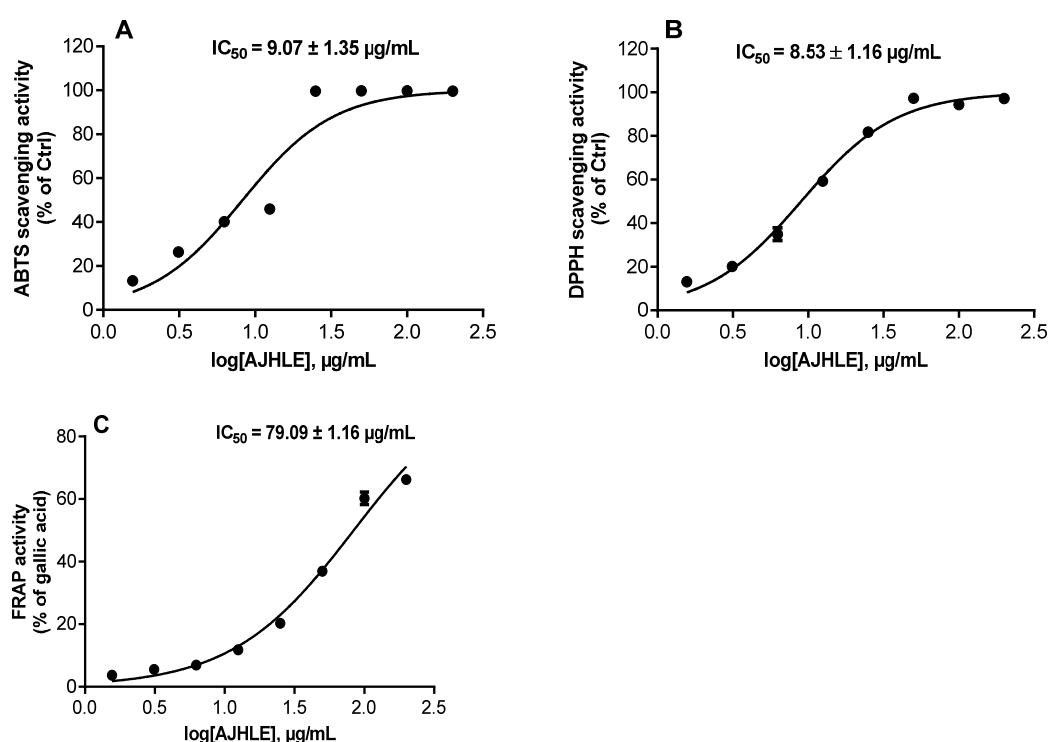 A
IC50 = 9.07 ± 1.35 µg/mL
ABTS scavenging activity
(% of Ctrl)
120
100
80
60
40
20
0
0.0 0.5 1.0 1.5 2.0 2.5
log[AJHLE], µg/mL
B
IC50 = 8.53 ± 1.16 µg/mL
DPPH scavenging activity
(% of Ctrl)
120
100
80
60
40
20
0
0.0 0.5 1.0 1.5 2.0 2.5
log[AJHLE], µg/mL
C
IC50 = 79.09 ± 1.16 µg/mL
FRAP activity
(% of gallic acid)
80
60
40
20
0
0.0 0.5 1.0 1.5 2.0 2.5
log[AJHLE], µg/mL